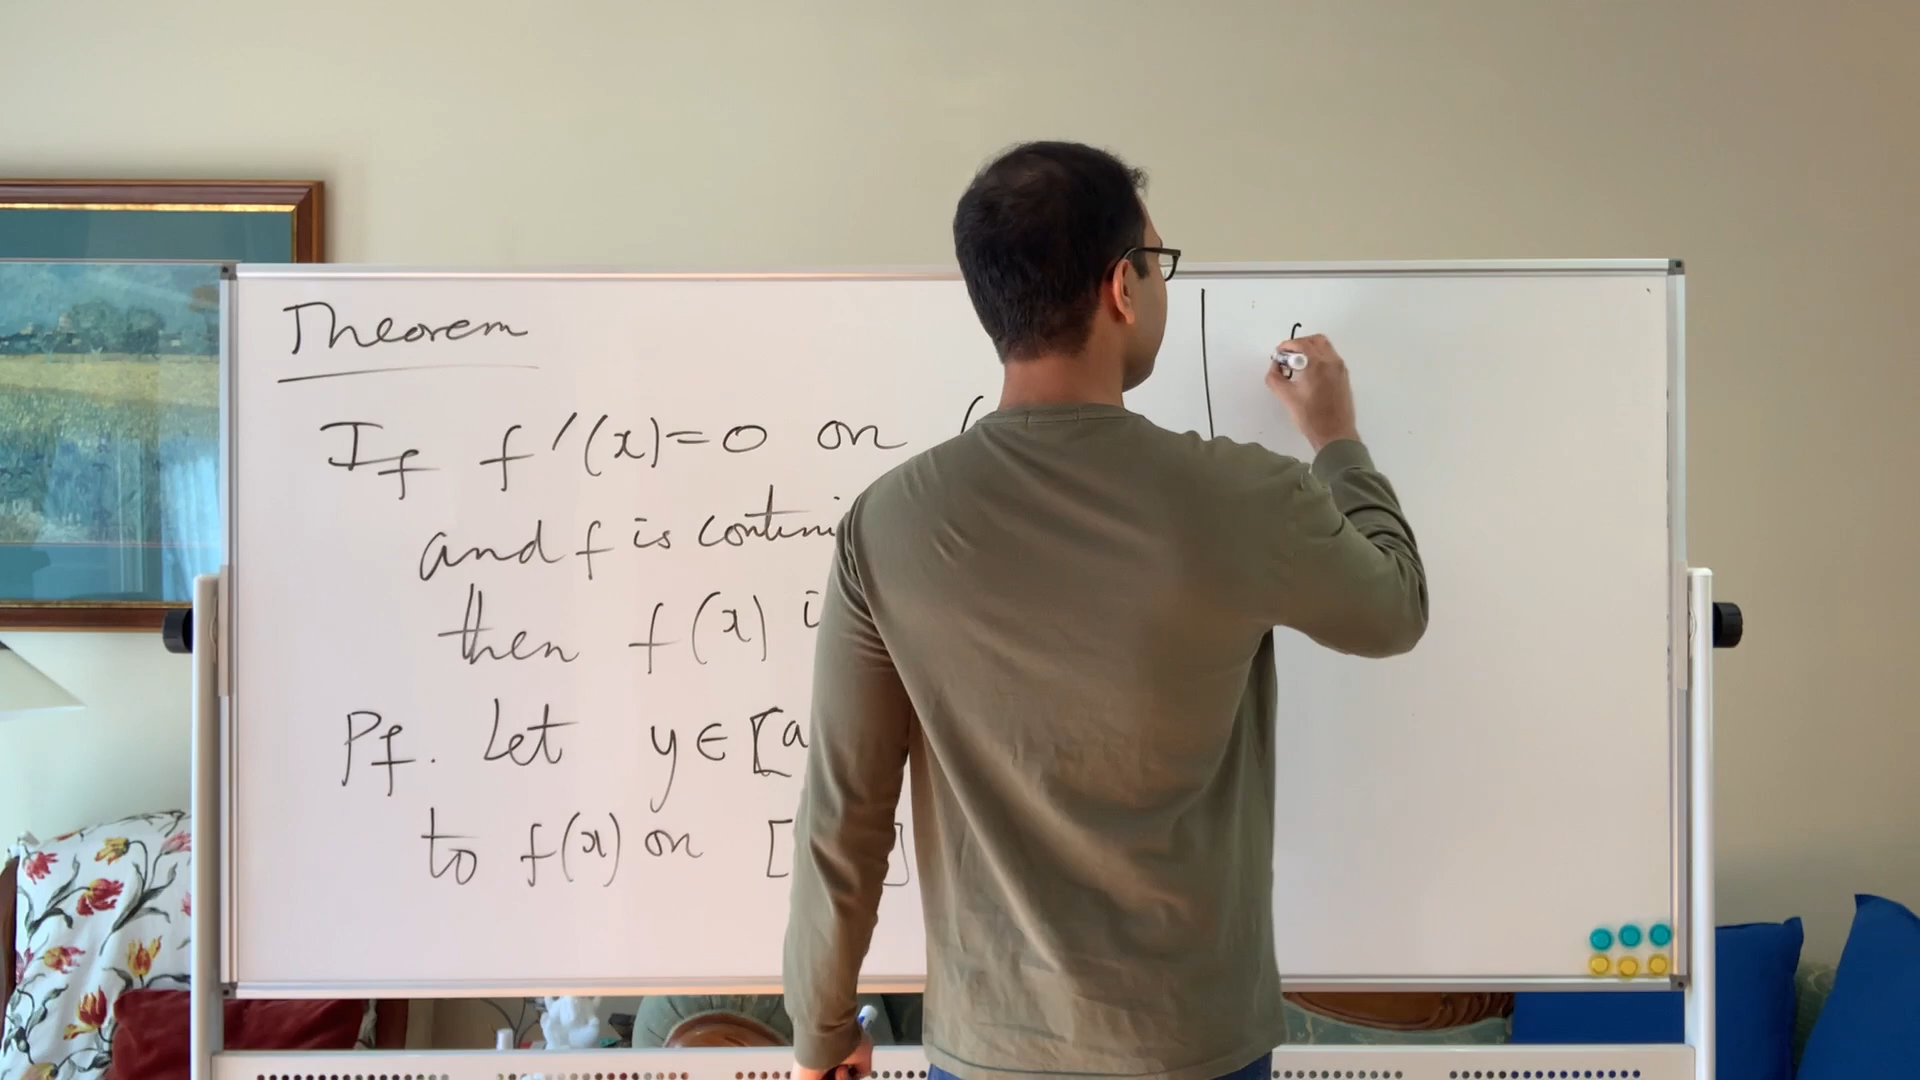 Theorem
If f'(x)=0 on (
and f is continu
then f(x) i
Pf. Let y ∈ [a
to f(x) on [ ]
f